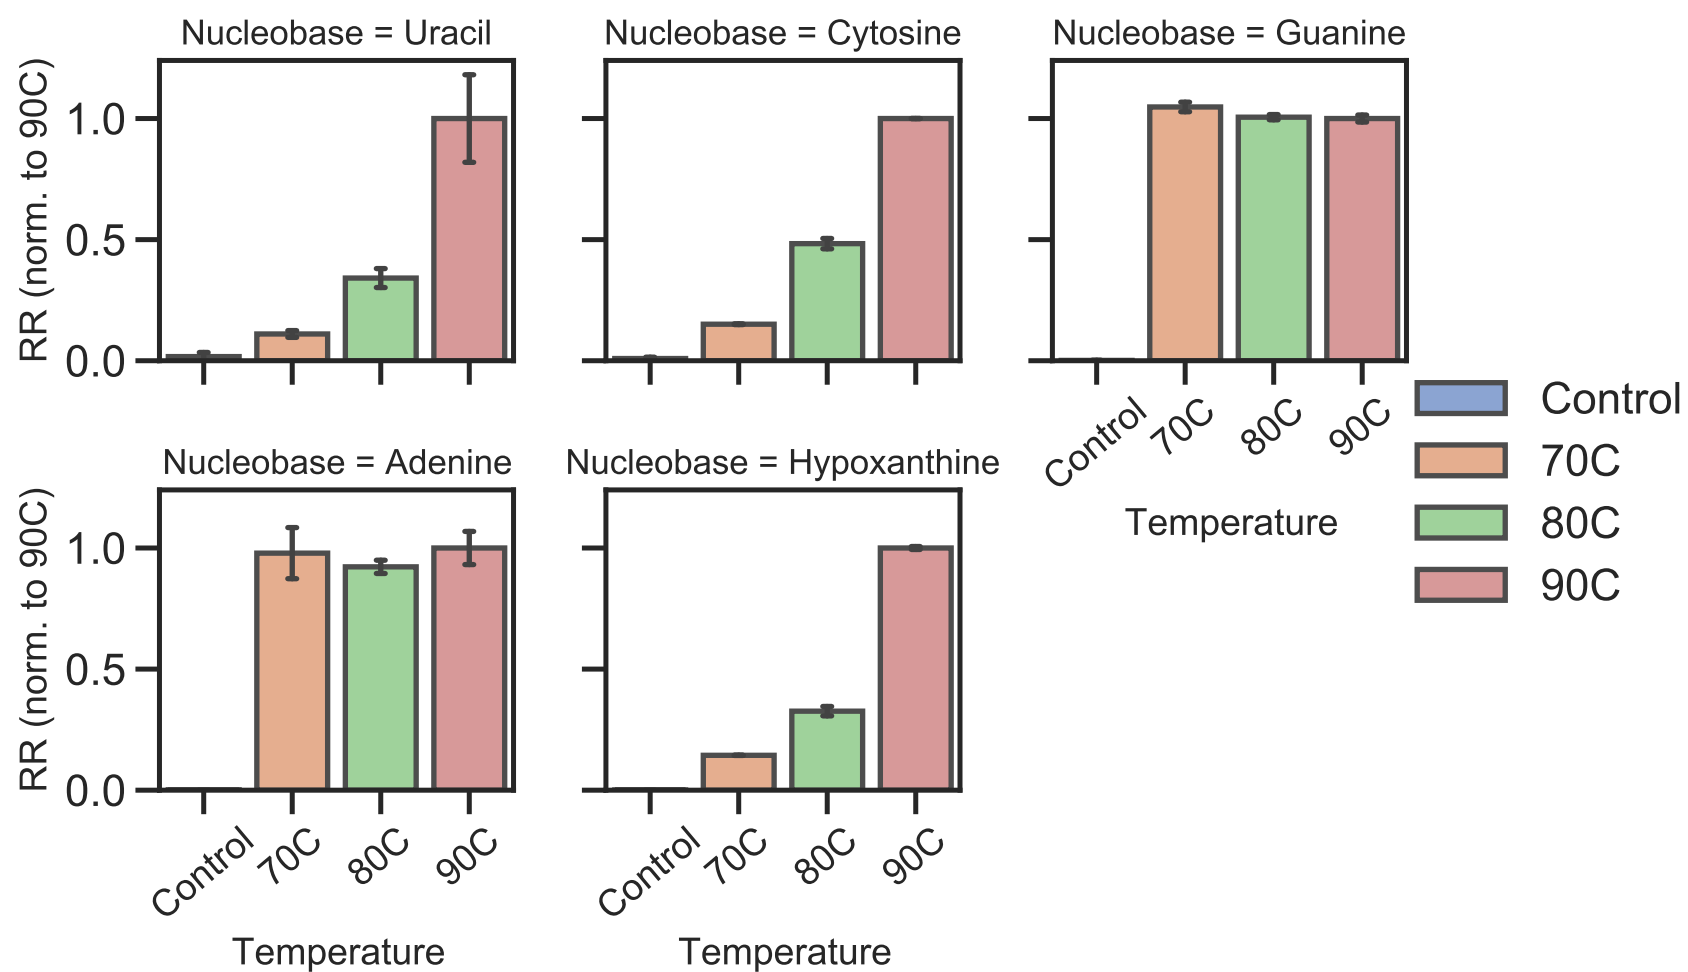 Nucleobase = Uracil
Nucleobase = Cytosine
Nucleobase = Guanine
RR (norm. to 90C)
1.0
0.5
0.0
Control
70C
80C
90C
Temperature
Control
70C
80C
90C
Nucleobase = Adenine
Nucleobase = Hypoxanthine
RR (norm. to 90C)
1.0
0.5
0.0
Control
70C
80C
90C
Control
70C
80C
90C
Temperature
Temperature